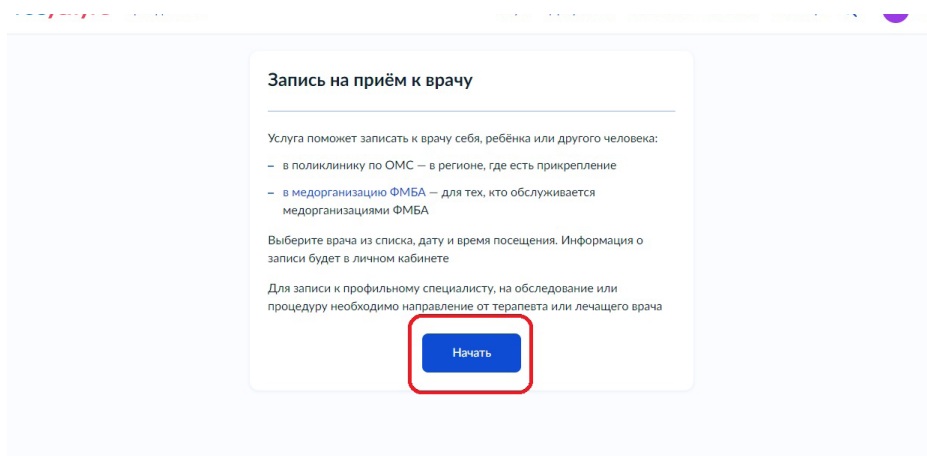 Запись на приём к врачу
Услуга поможет записать к врачу себя, ребёнка или другого человека:
– в поликлинику по ОМС — в регионе, где есть прикрепление
– в медорганизацию ФМБА — для тех, кто обслуживается
медорганизациями ФМБА
Выберите врача из списка, дату и время посещения. Информация о
записи будет в личном кабинете
Для записи к профильному специалисту, на обследование или
процедуру необходимо направление от терапевта или лечащего врача
Начать